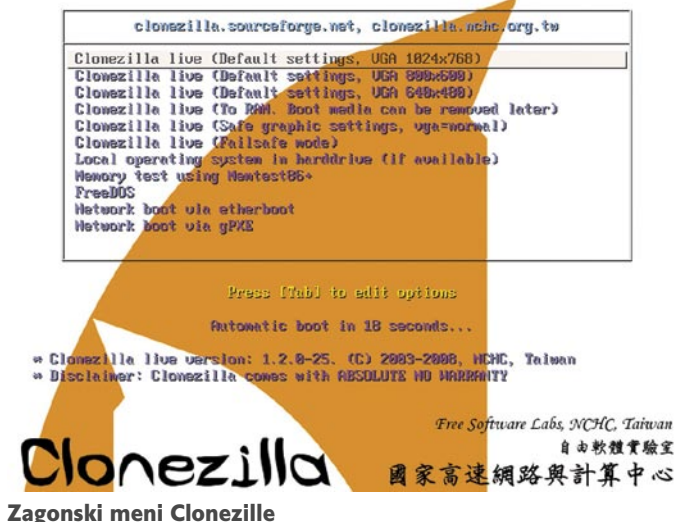 clonezilla.sourceforge.net, clonezilla.nchc.org.tw
Clonezilla live (Default settings, VGA 1024x768)
Clonezilla live (Default settings, VGA 800x600)
Clonezilla live (Default settings, VGA 640x480)
Clonezilla live (To RAM. Boot media can be removed later)
Clonezilla live (Safe graphic settings, vga=normal)
Clonezilla live (Failsafe mode)
Local operating system in harddrive (if available)
Memory test using Memtest86+
FreeDOS
Network boot via etherboot
Network boot via gPXE
Press [Tab] to edit options
Automatic boot in 18 seconds...
* Clonezilla live version: 1.2.0-25. (C) 2003-2008, NCHC, Taiwan
* Disclaimer: Clonezilla comes with ABSOLUTE NO WARRANTY
Free Software Labs, NCHC, Taiwan
自由軟體實驗室
Clonezilla
國家高速網路與計算中心
Zagonski meni Clonezille